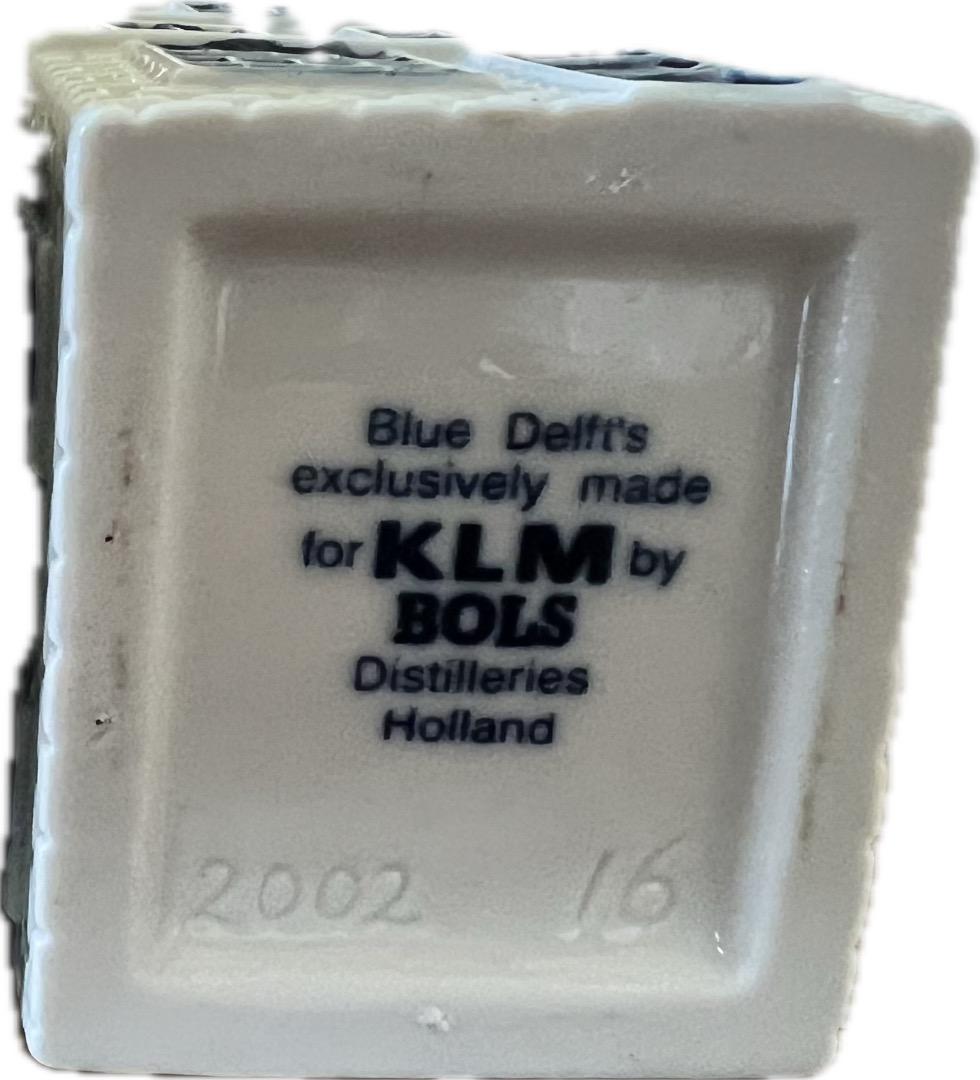 Blue Delft's
exclusively made
for KLM by
BOLS
Distilleries
Holland
2002 16